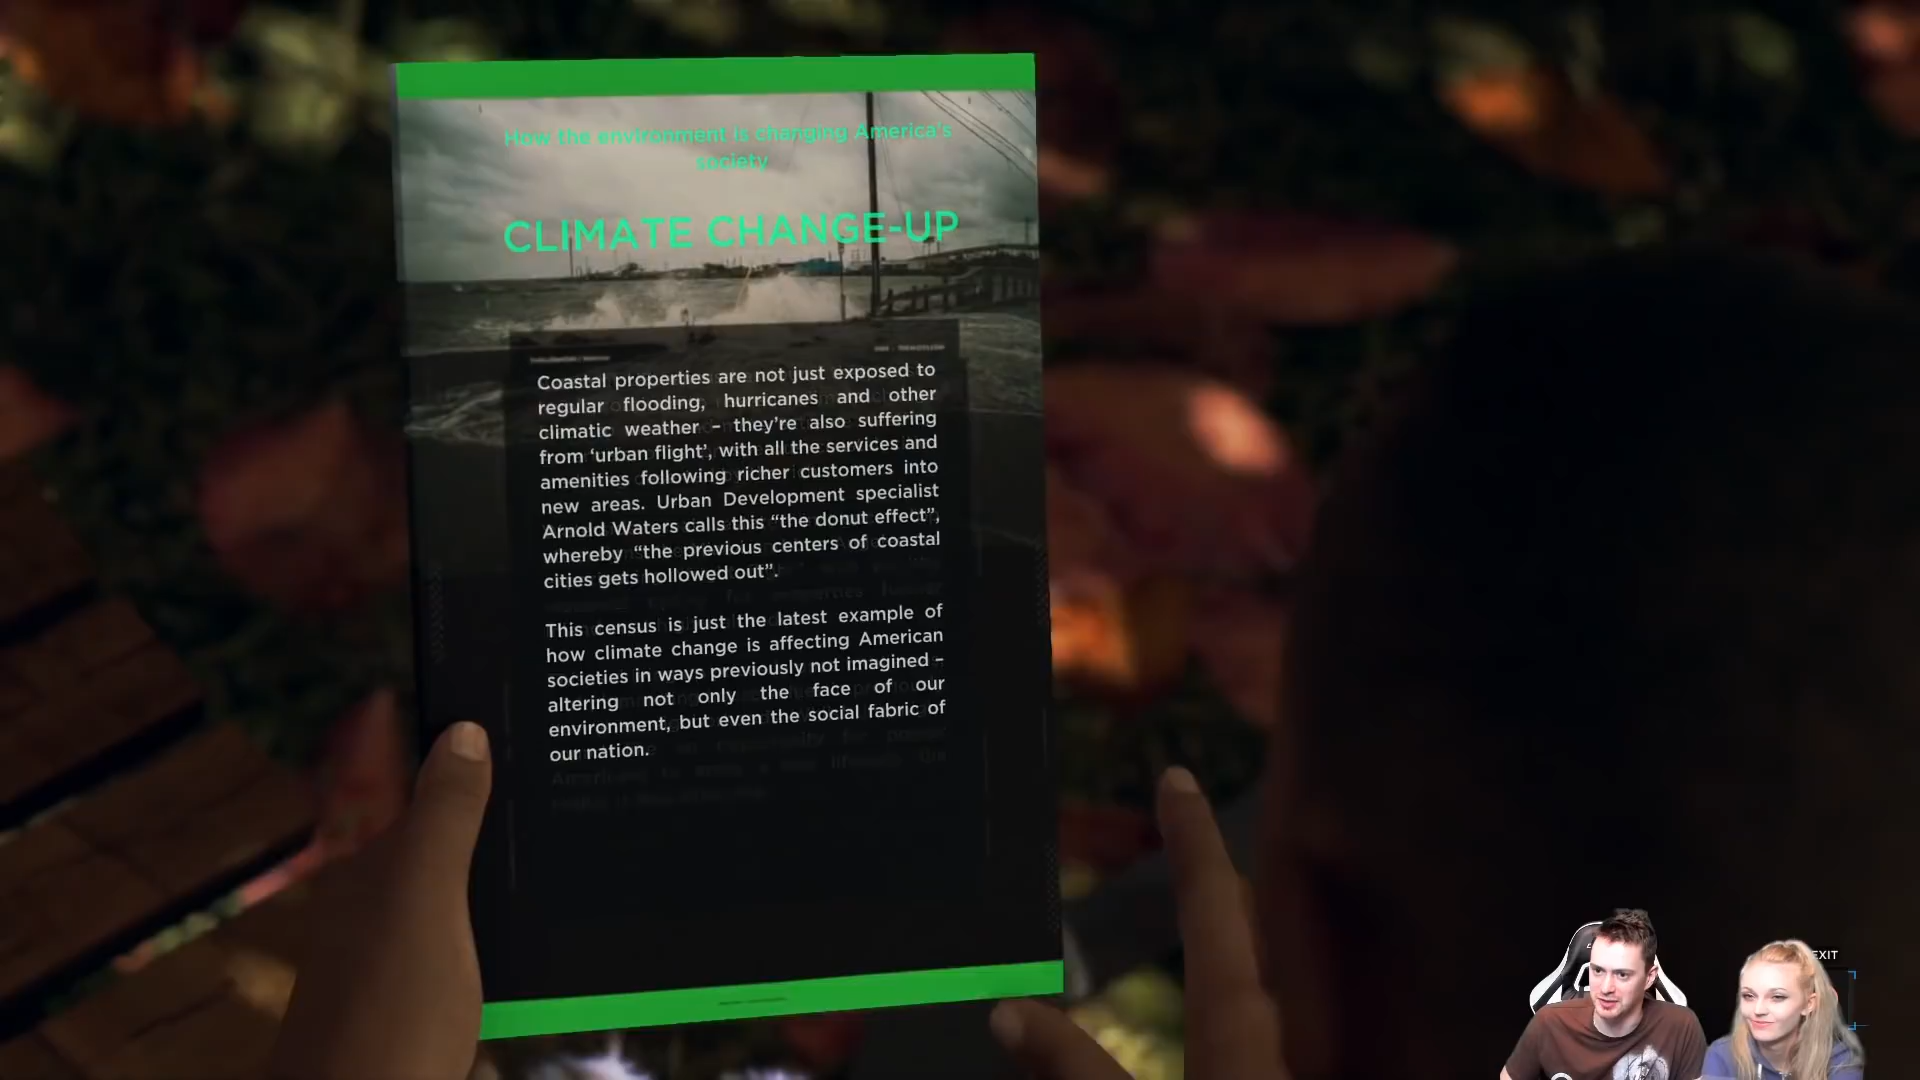 How the environment is changing America's
society
CLIMATE CHANGE-UP
Coastal properties are not just exposed to
regular flooding, hurricanes and other
climatic weather – they're also suffering
from ‘urban flight’, with all the services and
amenities following richer customers into
new areas. Urban Development specialist
Arnold Waters calls this “the donut effect”,
whereby “the previous centers of coastal
cities gets hollowed out”.
This census is just the latest example of
how climate change is affecting American
societies in ways previously not imagined –
altering not only the face of our
environment, but even the social fabric of
our nation.
EXIT